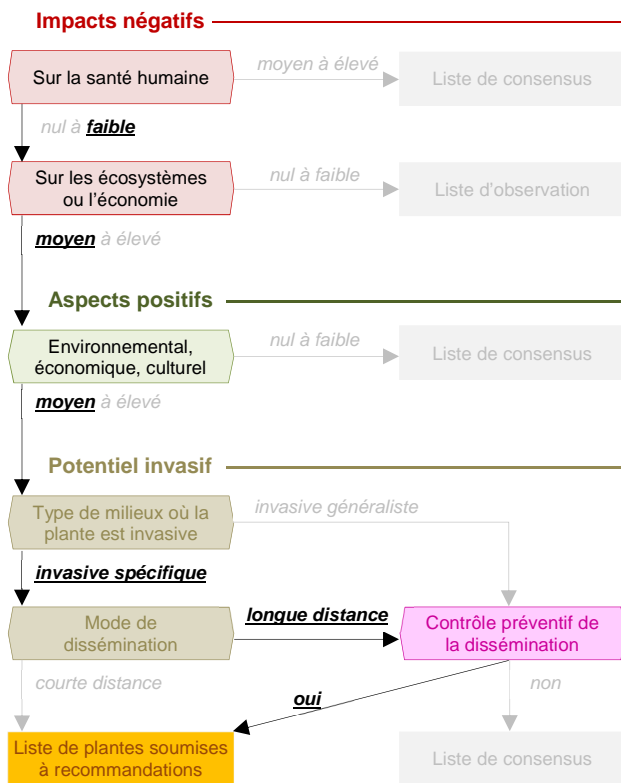 Impacts négatifs
Sur la santé humaine
moyen à élevé
Liste de consensus
nul à faible
Sur les écosystèmes
ou l'économie
nul à faible
Liste d'observation
moyen à élevé
Aspects positifs
Environnemental,
économique, culturel
nul à faible
Liste de consensus
moyen à élevé
Potentiel invasif
Type de milieux où la
plante est invasive
invasive généraliste
invasive spécifique
Mode de
dissémination
longue distance
Contrôle préventif de
la dissémination
courte distance
oui
non
Liste de plantes soumises
à recommandations
Liste de consensus